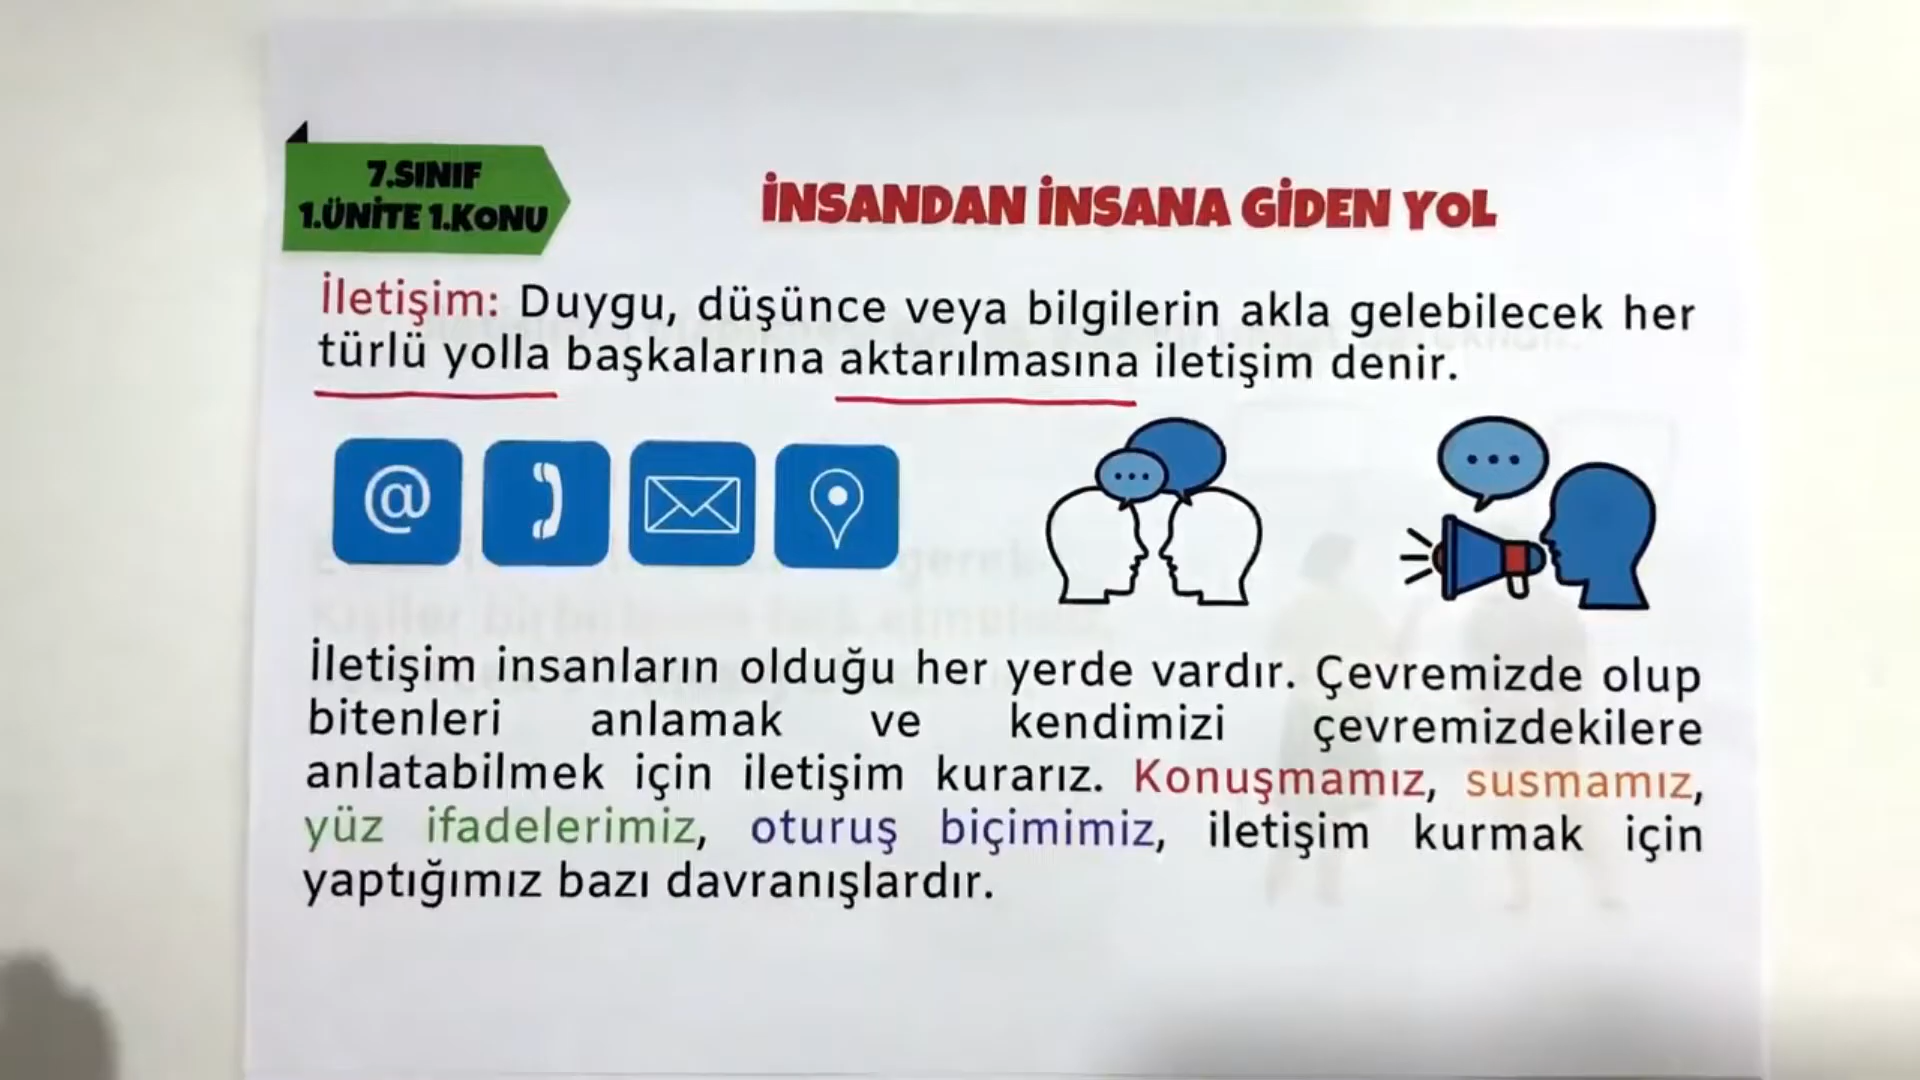 7.SINIF
1.ÜNİTE 1.KONU
İNSANDAN İNSANA GİDEN YOL
İletişim: Duygu, düşünce veya bilgilerin akla gelebilecek her
türlü yolla başkalarına aktarılmasına iletişim denir.
@
İletişim insanların olduğu her yerde vardır. Çevremizde olup
bitenleri anlamak ve kendimizi çevremizdekilere
anlatabilmek için iletişim kurarız. Konuşmamız, susmamız,
yüz ifadelerimiz, oturuş biçimimiz, iletişim kurmak için
yaptığımız bazı davranışlardır.